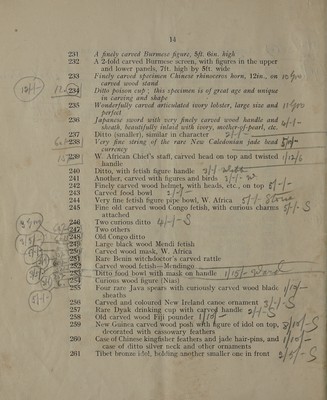 14
231 A finely carved Burmese figure, 5ft. 6in. high
232 A 2-fold carved Burmese screen, with figures in the upper
and lower panels, 7ft. high by 5ft. wide
233 Finely carved specimen Chinese rhinoceros horn, 12in., on
carved wood stand
234 Ditto poison cup; this specimen is of great age and unique
in carving and shape
235 Wonderfully carved articulated ivory lobster, large size and
perfect
236 Japanese sword with very finely carved wood handle and
sheath, beautifully inlaid with ivory, mother-of-pearl, etc.
237 Ditto (smaller), similar in character 2/-/-
238 Very fine string of the rare New Caledonian jade bead
currency
239 W. African Chief's staff, carved head on top and twisted
handle
240 Ditto, with fetish figure handle
241 Another, carved with figures and birds
242 Finely carved wood helmet, with heads, etc., on top
243 Carved food bowl
244 Very fine fetish figure pipe bowl, W. Africa 5/-/-
245 Fine old carved wood Congo fetish, with curious charms
attached
246 Two curious ditto 4/-/-S
247 Two others
248 Old Congo ditto
249 Large black wood Mendi fetish
250 Carved wood mask, W. Africa
251 Rare Benin witchdoctor's carved rattle
252 Carved wood fetish—Mendingo
253 Ditto food bowl with mask on handle
254 Curious wood figure (Nias)
255 Four rare Java spears with curiously carved wood blade
sheaths
256 Carved and coloured New Ireland canoe ornament
257 Rare Dyak drinking cup with carved handle
258 Old carved wood Fiji pounder 1/10/-
259 New Guinea carved wood posh with figure of idol on top,
decorated with cassowary feathers
260 Case of Chinese kingfisher feathers and jade hair-pins, and
case of ditto silver neck and other ornaments
261 Tibet bronze idol, holding another smaller one in front